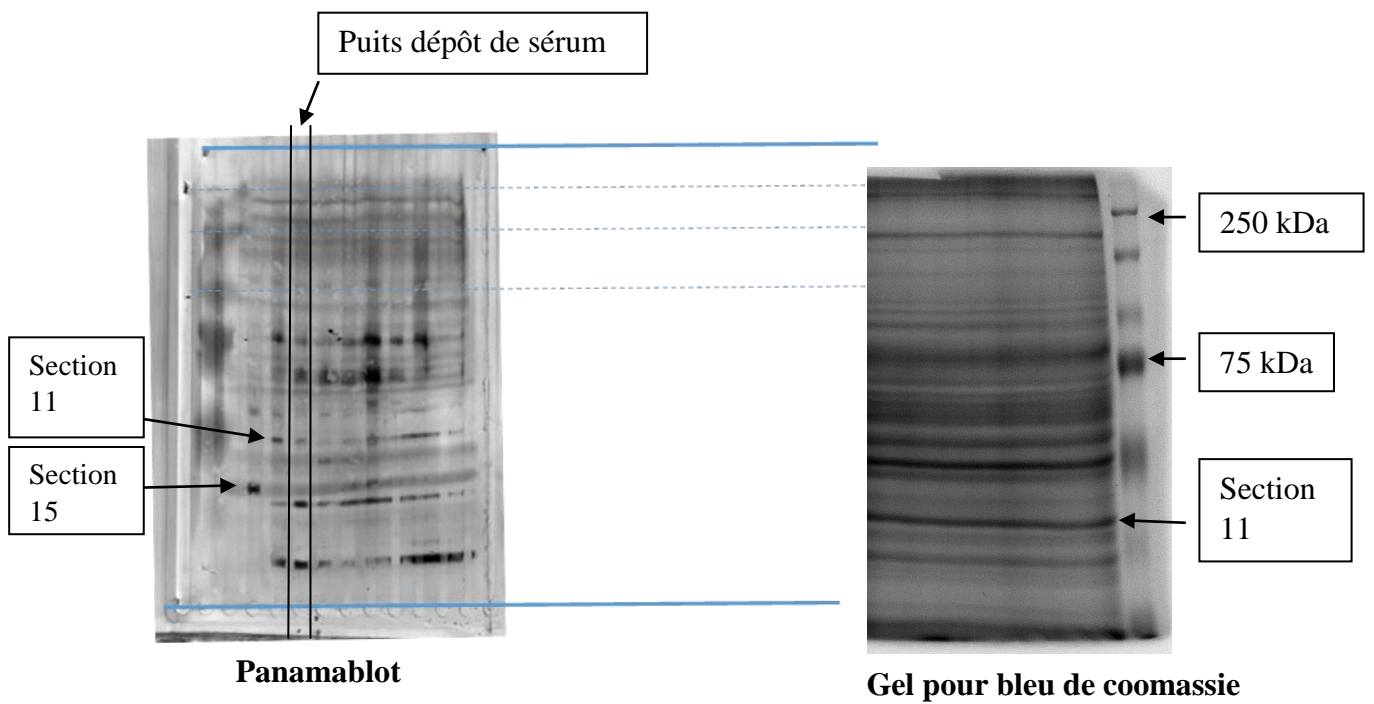 Puits dépôt de sérum
250 kDa
75 kDa
Section
11
Section
15
Section
11
Panamablot
Gel pour bleu de coomassie